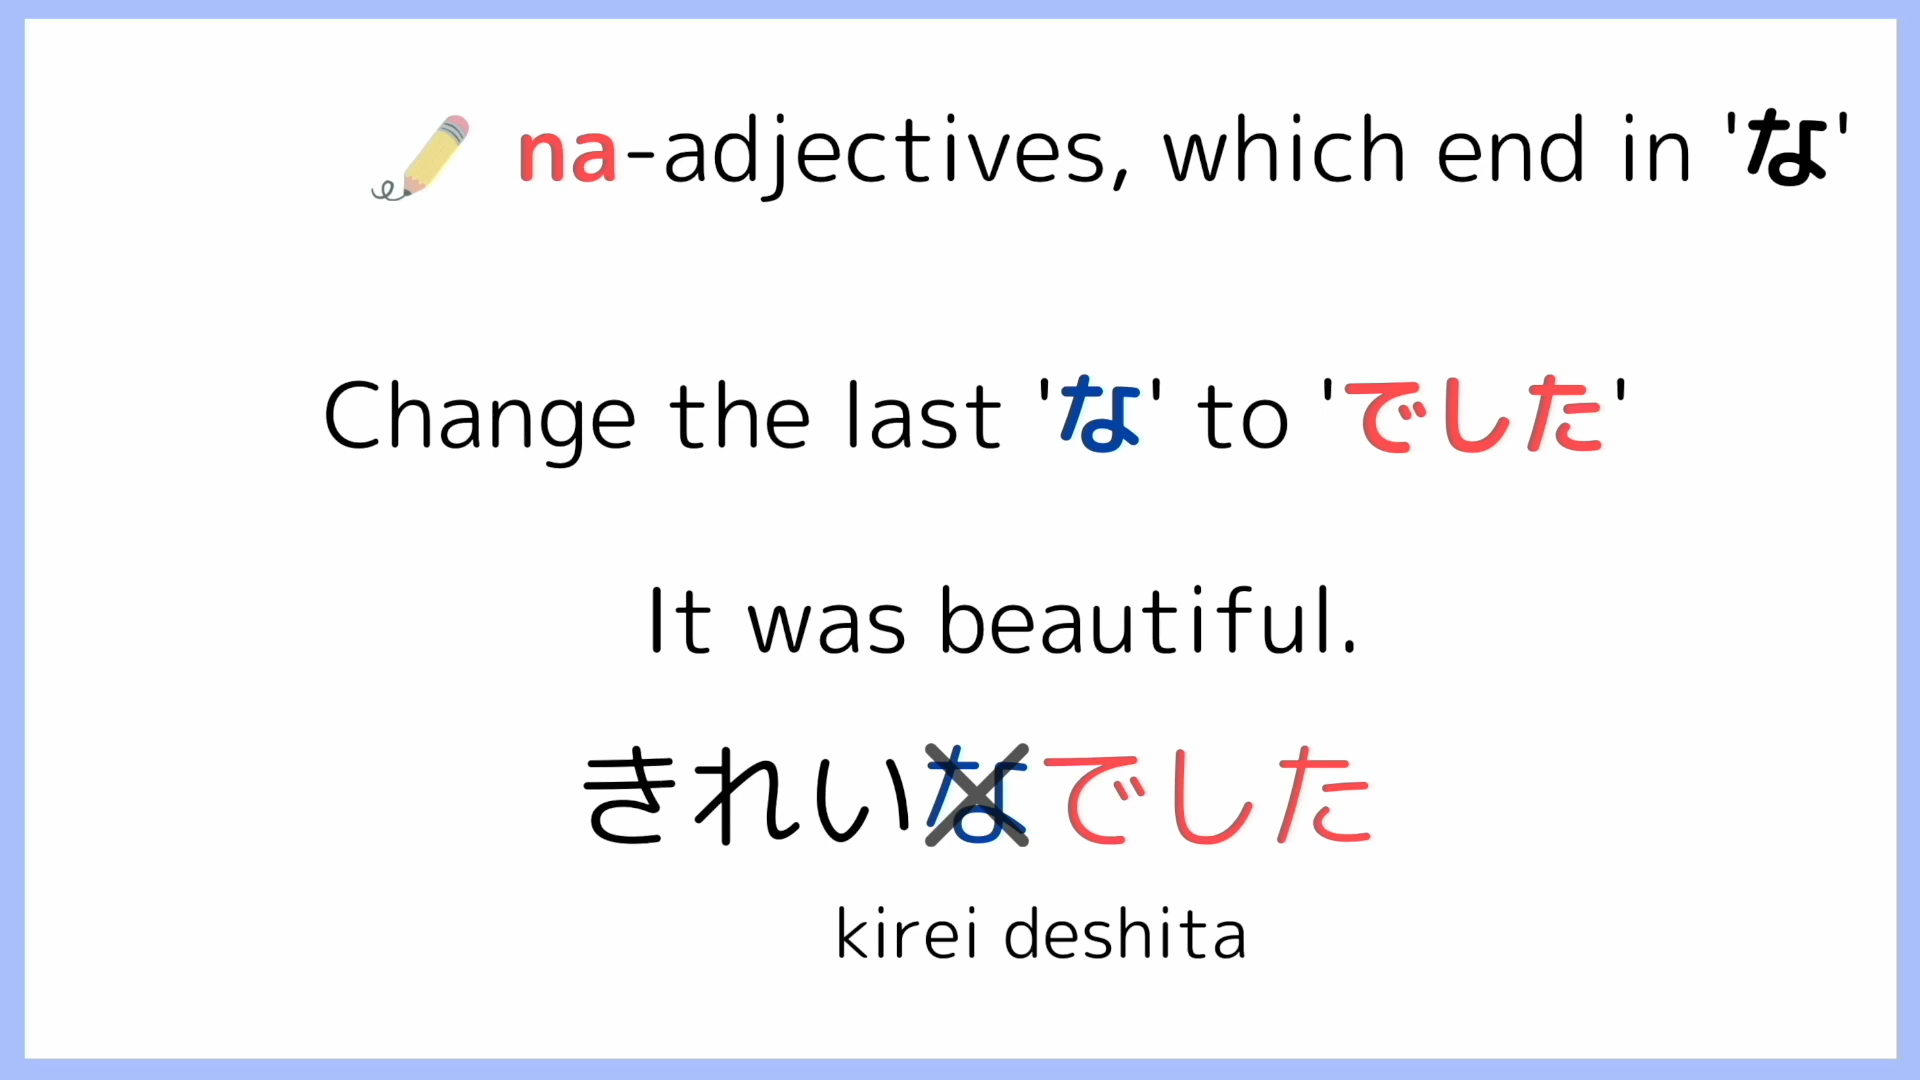 na-adjectives, which end in 'な'
Change the last 'な' to 'でした'
It was beautiful.
きれいなでした
kirei deshita